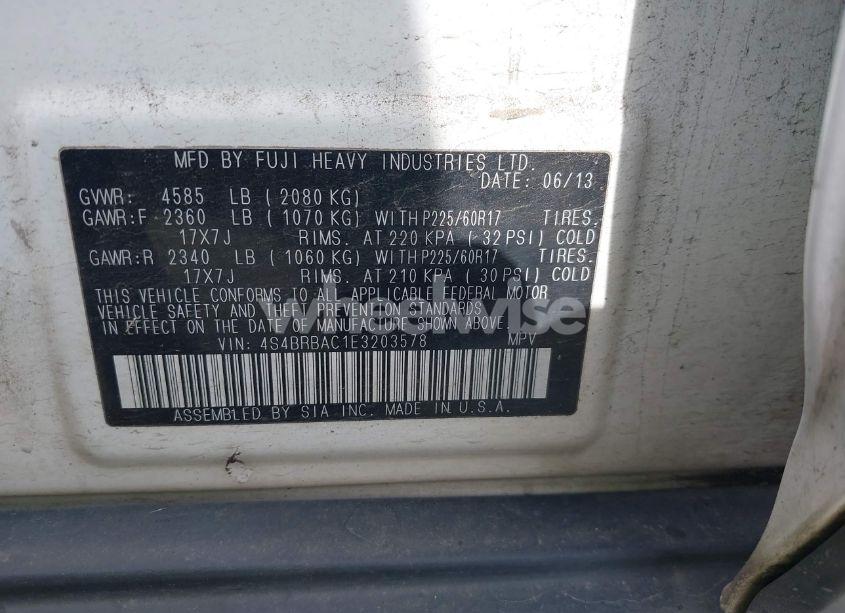 MFD BY FUJI HEAVY INDUSTRIES LTD.
DATE: 06/13
GVWR: 4585 LB ( 2080 KG)
GAWR:F 2360 LB ( 1070 KG) WITH P225/60R17 TIRES.
17X7J RIMS. AT 220 KPA ( 32 PSI) COLD
GAWR:R 2340 LB ( 1060 KG) WITH P225/60R17 TIRES.
17X7J RIMS. AT 210 KPA ( 30 PSI) COLD
THIS VEHICLE CONFORMS TO ALL APPLICABLE FEDERAL MOTOR
VEHICLE SAFETY AND THEFT PREVENTION STANDARDS
IN EFFECT ON THE DATE OF MANUFACTURE SHOWN ABOVE.
wheelwise
VIN: 4S4BRBAC1E3203578 MPV
ASSEMBLED BY SIA INC. MADE IN U.S.A.